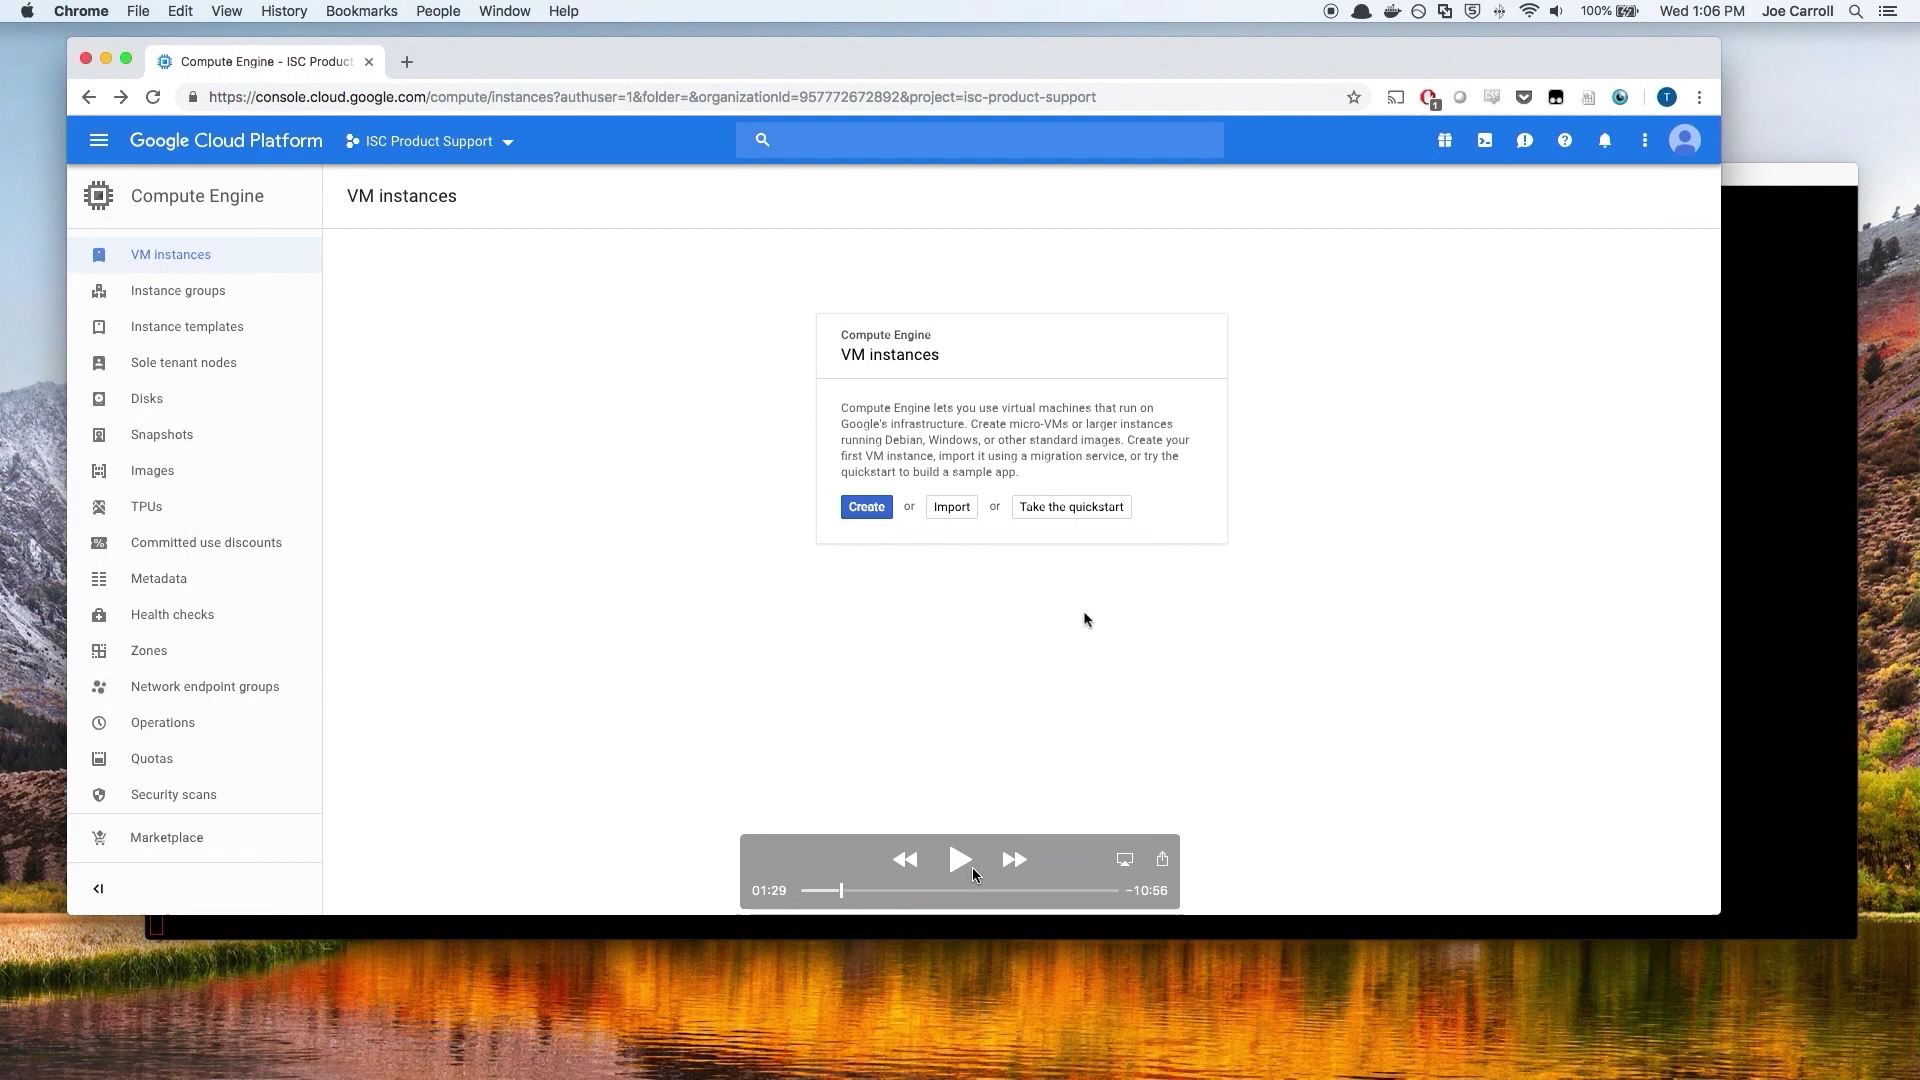 Chrome File Edit View History Bookmarks People Window Help 100% Wed 1:06 PM Joe Carroll
Compute Engine - ISC Product
https://console.cloud.google.com/compute/instances?authuser=1&folder=&organizationId=957772672892&project=isc-product-support
1
T
Google Cloud Platform ISC Product Support
Compute Engine
VM instances
VM instances
Instance groups
Instance templates
Sole tenant nodes
Disks
Snapshots
Images
TPUs
Committed use discounts
Metadata
Health checks
Zones
Network endpoint groups
Operations
Quotas
Security scans
Marketplace
Compute Engine
VM instances
Compute Engine lets you use virtual machines that run on
Google's infrastructure. Create micro-VMs or larger instances
running Debian, Windows, or other standard images. Create your
first VM instance, import it using a migration service, or try the
quickstart to build a sample app.
Create or Import or Take the quickstart
01:29 -10:56